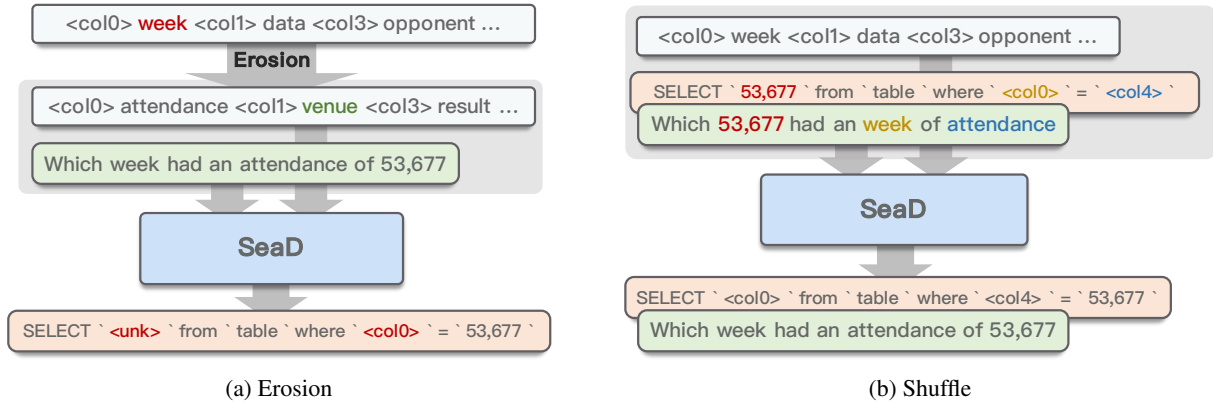 <col0> week <col1> data <col3> opponent ...
Erosion
<col0> attendance <col1> venue <col3> result ...
Which week had an attendance of 53,677
SeaD
SELECT ` <unk> ` from ` table ` where ` <col0> ` = ` 53,677 `
(a) Erosion
<col0> week <col1> data <col3> opponent ...
SELECT ` 53,677 ` from ` table ` where ` <col0> ` = ` <col4> `
Which 53,677 had an week of attendance
SeaD
SELECT ` <col0> ` from ` table ` where ` <col4> ` = ` 53,677 `
Which week had an attendance of 53,677
(b) Shuffle